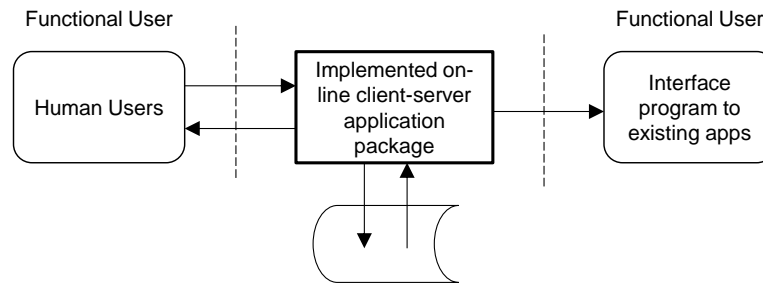 Functional User
Functional User
Human Users
Implemented on-
line client-server
application
package
Interface
program to
existing apps